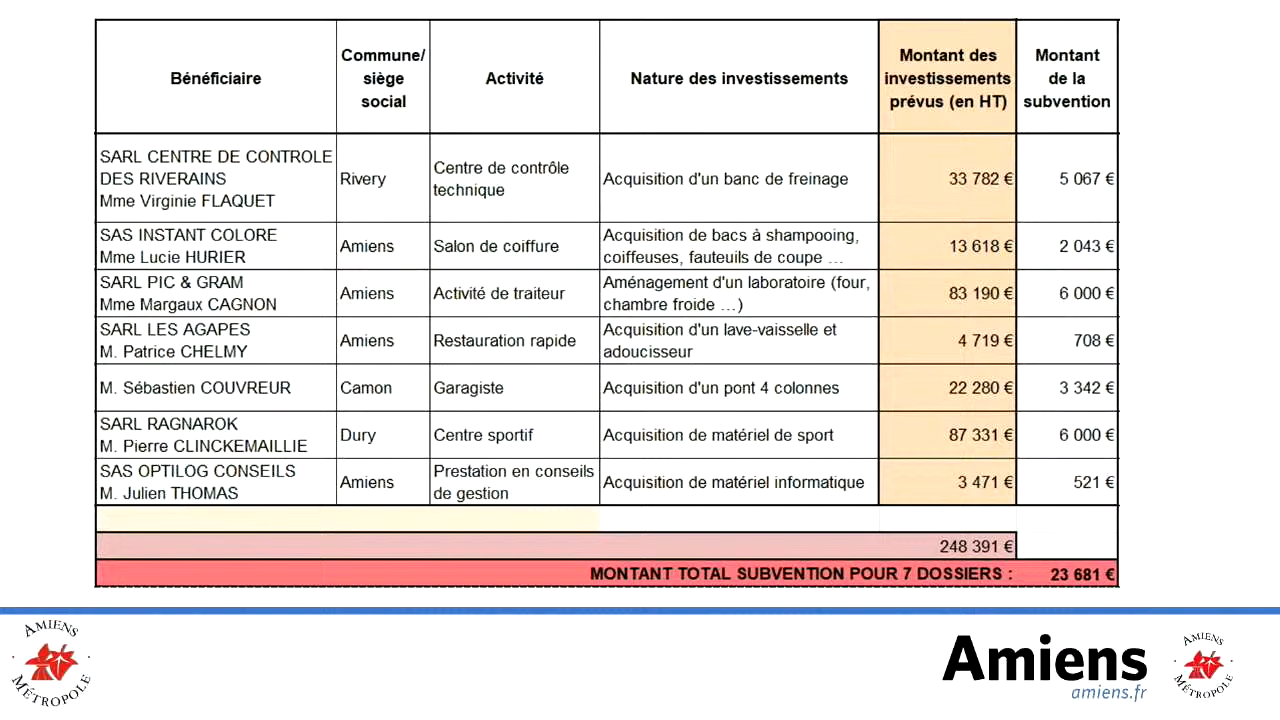 Bénéficiaire
Commune/
siège
social
Activité
Nature des investissements
Montant des
investissements
prévus (en HT)
Montant
de la
subvention
SARL CENTRE DE CONTROLE
DES RIVERAINS
Mme Virginie FLAQUET
Rivery
Centre de contrôle
technique
Acquisition d'un banc de freinage
33 782 €
5 067 €
SAS INSTANT COLORE
Mme Lucie HURIER
Amiens
Salon de coiffure
Acquisition de bacs à shampooing,
coiffeuses, fauteuils de coupe …
13 618 €
2 043 €
SARL PIC & GRAM
Mme Margaux CAGNON
Amiens
Activité de traiteur
Aménagement d'un laboratoire (four,
chambre froide …)
83 190 €
6 000 €
SARL LES AGAPES
M. Patrice CHELMY
Amiens
Restauration rapide
Acquisition d'un lave-vaisselle et
adoucisseur
4 719 €
708 €
M. Sébastien COUVREUR
Camon
Garagiste
Acquisition d'un pont 4 colonnes
22 280 €
3 342 €
SARL RAGNAROK
M. Pierre CLINCKEMAILLIE
Dury
Centre sportif
Acquisition de matériel de sport
87 331 €
6 000 €
SAS OPTILOG CONSEILS
M. Julien THOMAS
Amiens
Prestation en conseils
de gestion
Acquisition de matériel informatique
3 471 €
521 €
248 391 €
MONTANT TOTAL SUBVENTION POUR 7 DOSSIERS : 23 681 €
AMIENS
MÉTROPOLE
Amiens
amiens.fr
AMIENS
MÉTROPOLE